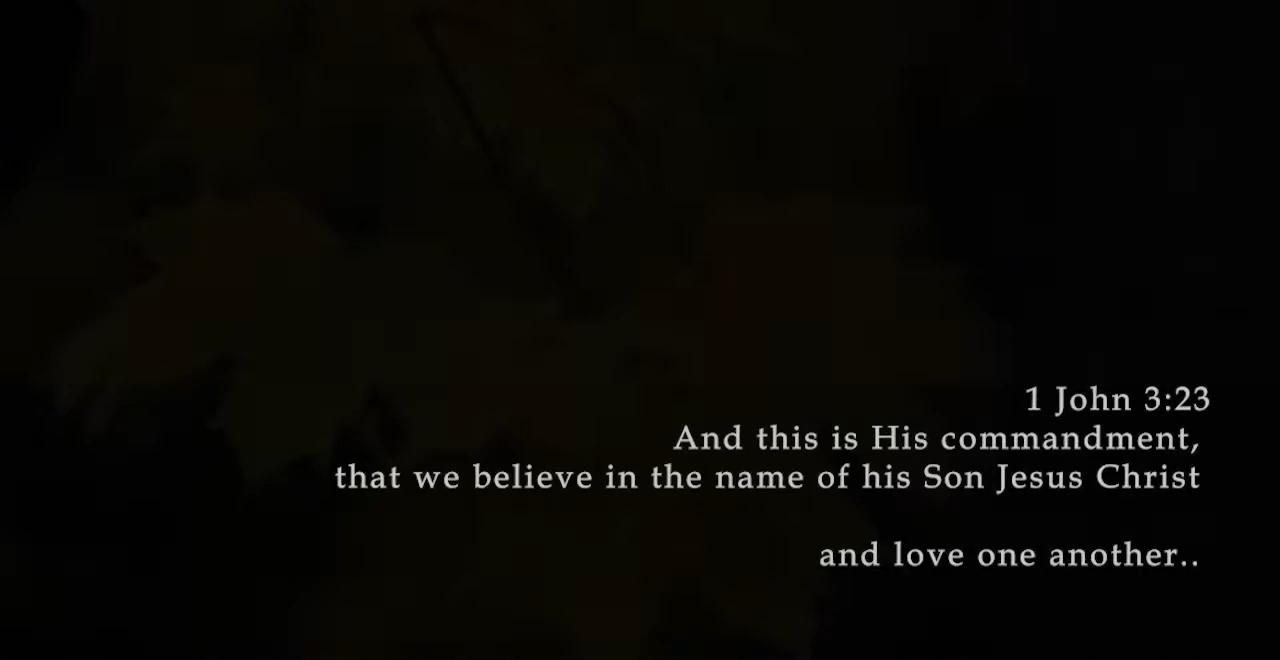 1 John 3:23
And this is His commandment,
that we believe in the name of his Son Jesus Christ
and love one another..